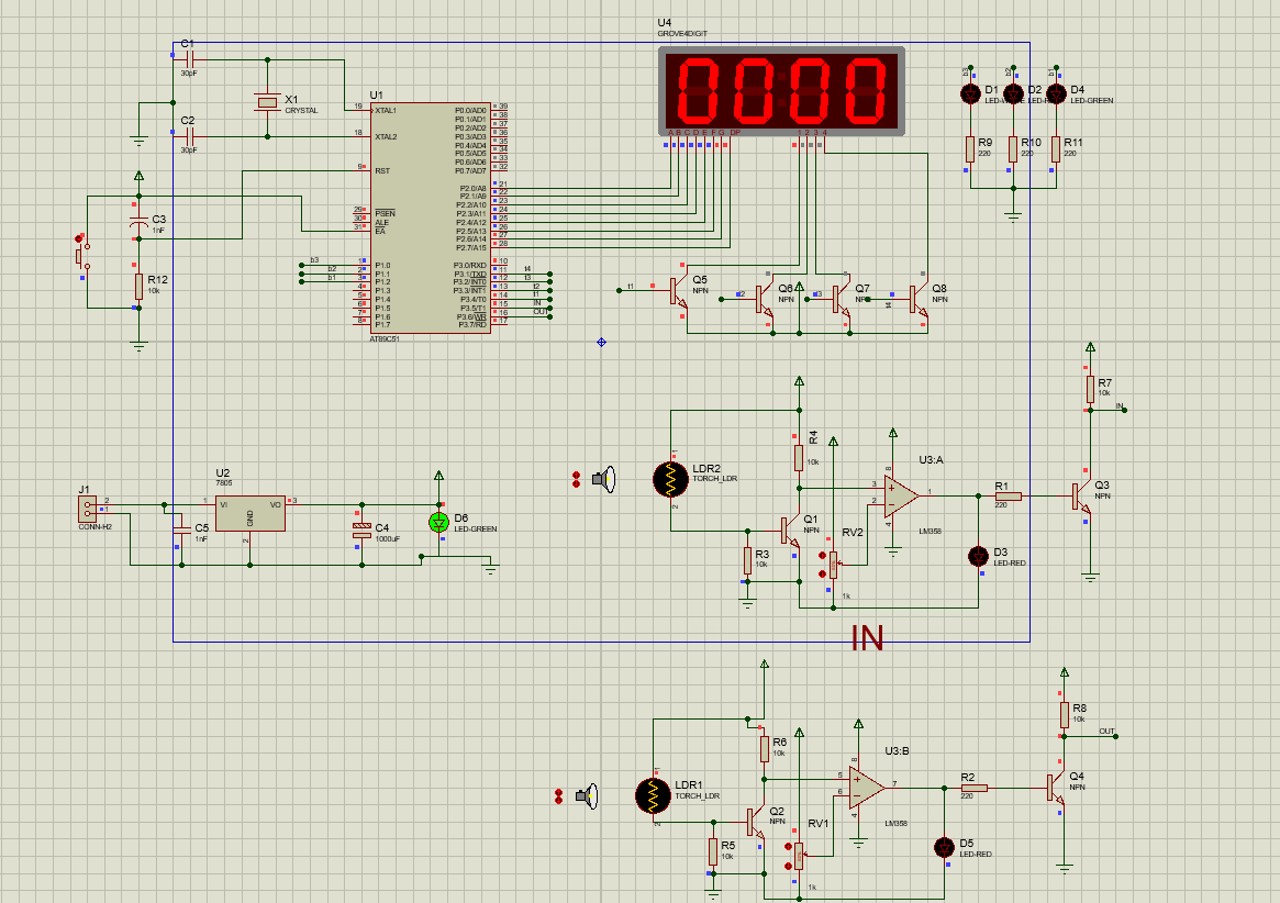 U4
GROVE4DIGIT
0000
A B C D E F G DP
1 2 3 4
C1
30pF
X1
CRYSTAL
C2
30pF
U1
19 XTAL1
18 XTAL2
9 RST
29 PSEN
30 ALE
31 EA
1 P1.0
2 P1.1
3 P1.2
4 P1.3
5 P1.4
6 P1.5
7 P1.6
8 P1.7
P0.0/AD0 39
P0.1/AD1 38
P0.2/AD2 37
P0.3/AD3 36
P0.4/AD4 35
P0.5/AD5 34
P0.6/AD6 33
P0.7/AD7 32
P2.0/A8 21
P2.1/A9 22
P2.2/A10 23
P2.3/A11 24
P2.4/A12 25
P2.5/A13 26
P2.6/A14 27
P2.7/A15 28
P3.0/RXD 10
P3.1/TXD 11
P3.2/INT0 12
P3.3/INT1 13
P3.4/T0 14
P3.5/T1 15
P3.6/WR 16
P3.7/RD 17
AT89C51
b3
b2
b1
t4
t3
t2
t1
IN
OUT
C3
1nF
R12
10k
b3
b2
b1
D1
D2
LED-R
D4
LED-GREEN
R9
220
R10
220
R11
220
t1
Q5
NPN
t2
Q6
NPN
t3
Q7
NPN
t4
Q8
NPN
J1
2
1
CONN-H2
U2
7805
1 VI
VO 3
GND
2
C5
1nF
C4
1000uF
D6
LED-GREEN
LDR2
TORCH_LDR
1
2
R4
10k
Q1
NPN
R3
10k
RV2
1k
U3:A
3
2
1
8
4
LM358
R1
220
D3
LED-RED
R7
10k
IN
Q3
NPN
IN
LDR1
TORCH_LDR
1
2
R6
10k
Q2
NPN
R5
10k
RV1
1k
U3:B
5
6
7
8
4
LM358
R2
220
D5
LED-RED
R8
10k
OUT
Q4
NPN